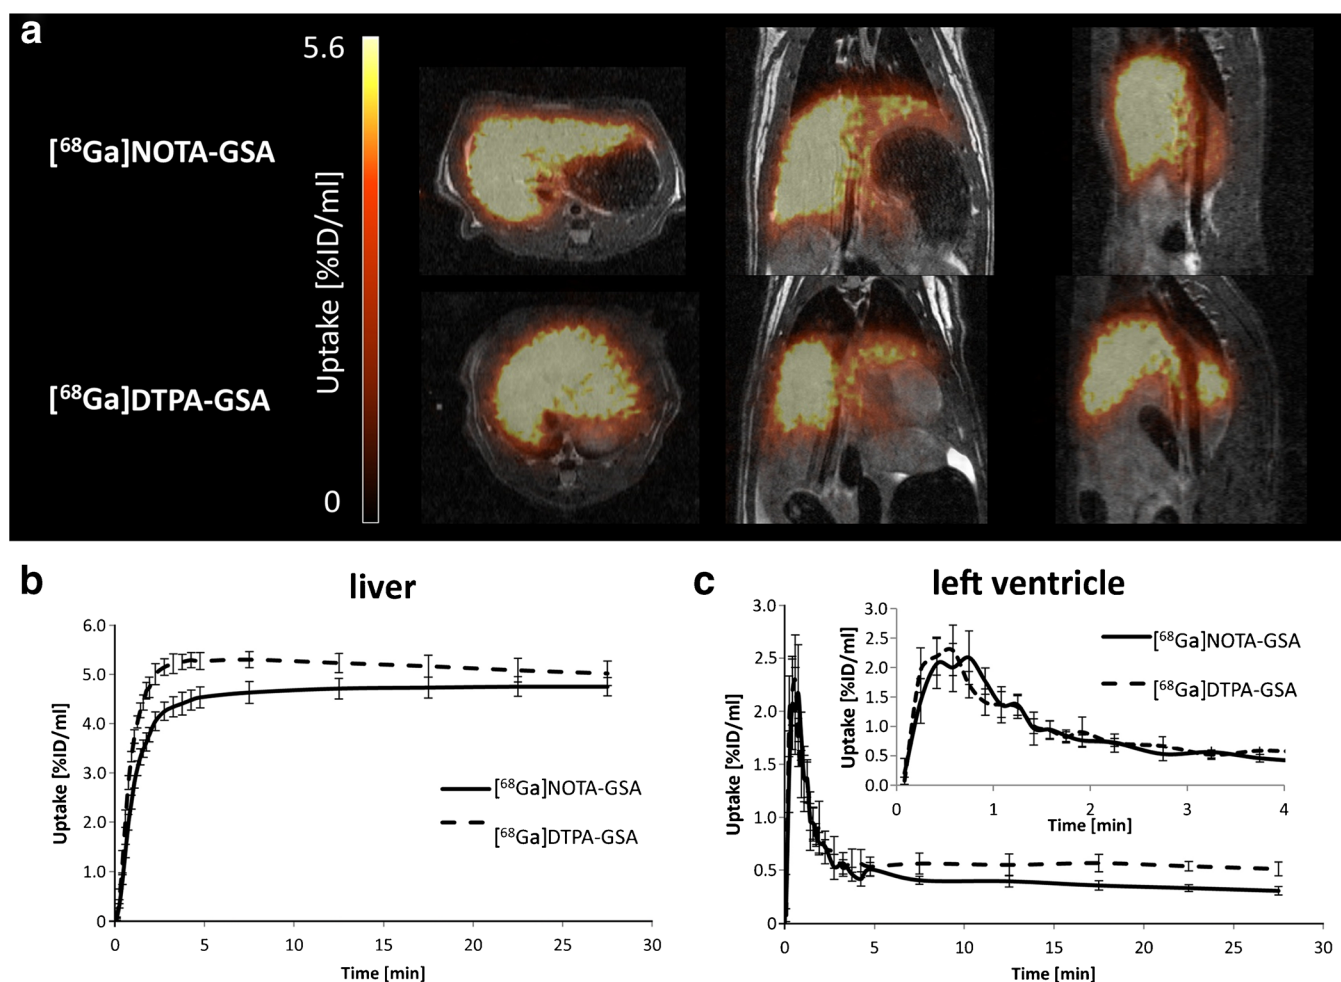 a
5.6
[⁶⁸Ga]NOTA-GSA
Uptake [%ID/ml]
[⁶⁸Ga]DTPA-GSA
0
b
liver
6.0
5.0
4.0
3.0
2.0
1.0
0
Uptake [%ID/ml]
[⁶⁸Ga]NOTA-GSA
[⁶⁸Ga]DTPA-GSA
0 5 10 15 20 25 30
Time [min]
c
left ventricle
3.0
2.5
2.0
1.5
1.0
0.5
0
Uptake [%ID/ml]
3.0
2.5
2.0
1.5
1.0
0.5
0.0
Uptake [%ID/ml]
[⁶⁸Ga]NOTA-GSA
[⁶⁸Ga]DTPA-GSA
0 1 2 3 4
Time [min]
0 5 10 15 20 25 30
Time [min]